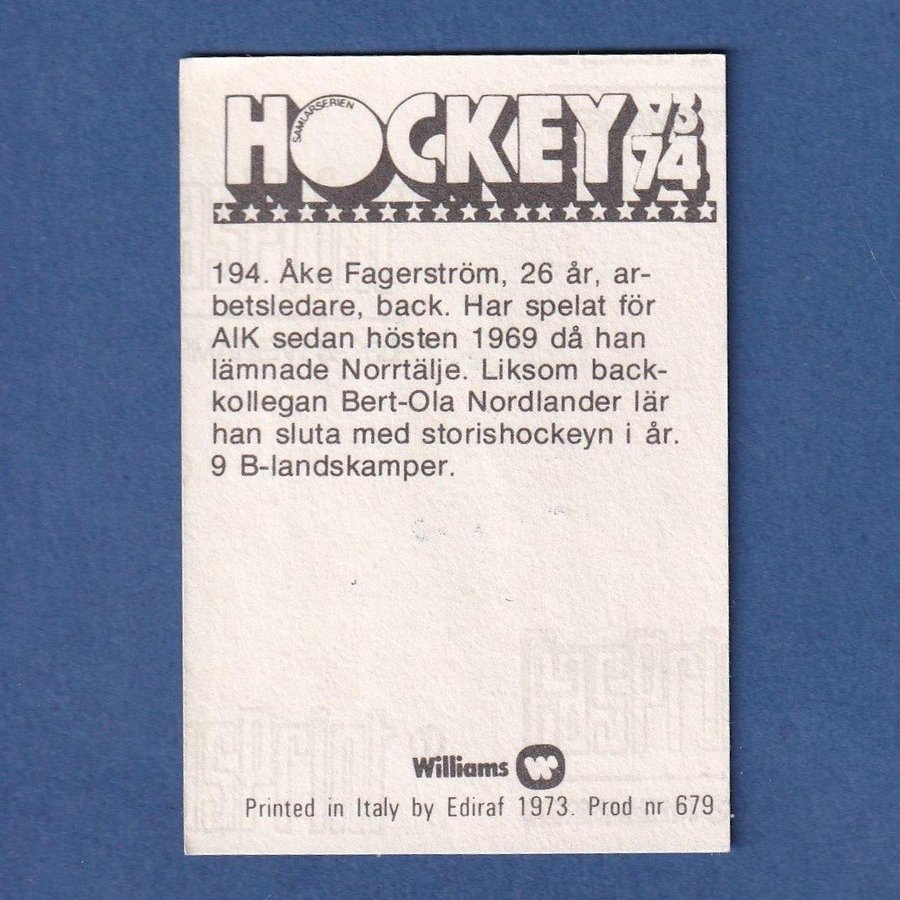 HOCKEY 73
SAMLARSERIEN
74
194. Åke Fagerström, 26 år, ar-
betsledare, back. Har spelat för
AIK sedan hösten 1969 då han
lämnade Norrtälje. Liksom back-
kollegan Bert-Ola Nordlander lär
han sluta med storishockeyn i år.
9 B-landskamper.
Williams
Printed in Italy by Ediraf 1973. Prod nr 679